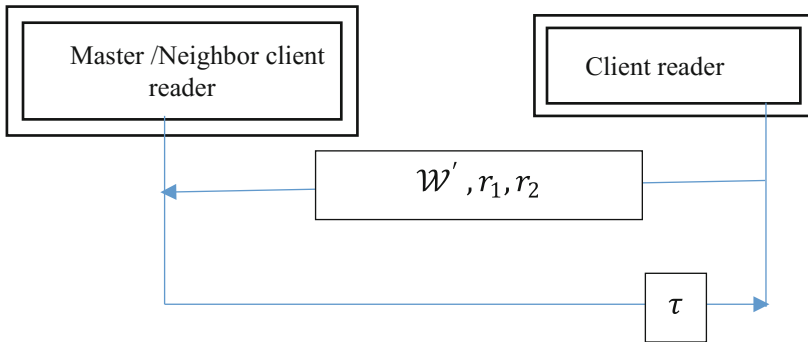 Master /Neighbor client
reader
Client reader
𝒲′ , r₁, r₂
τ